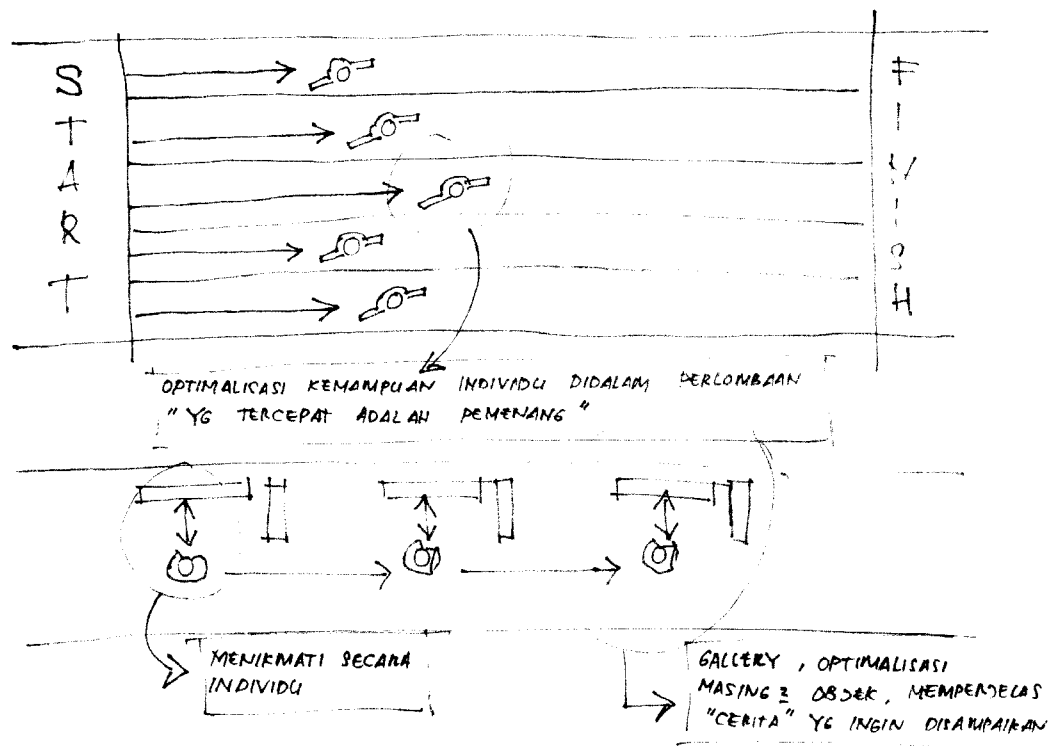 START
FINISH
OPTIMALISASI KEMAMPUAN INDIVIDU DIDALAM PERLOMBAAN
"YG TERCEPAT ADALAH PEMENANG"
MENIKMATI SECARA
INDIVIDU
GALLERY, OPTIMALISASI
MASING2 OBJEK, MEMPERJELAS
"CERITA" YG INGIN DISAMPAIKAN